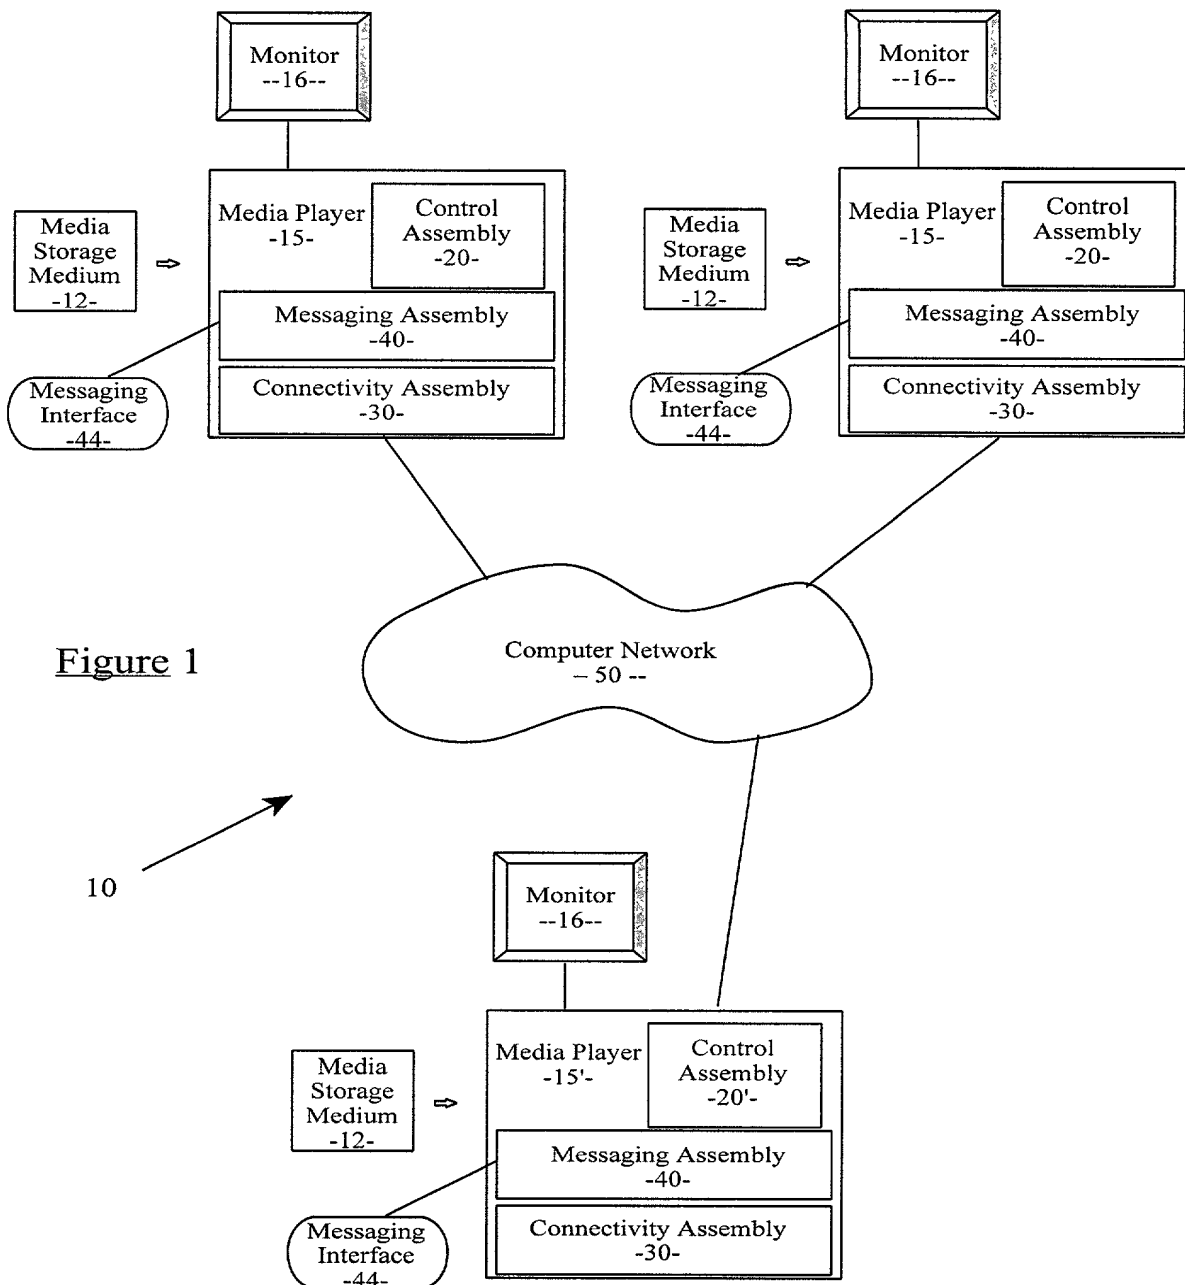 Monitor
--16--
Media Player
-15-
Control
Assembly
-20-
Media
Storage
Medium
-12-
Messaging Assembly
-40-
Messaging
Interface
-44-
Connectivity Assembly
-30-
Monitor
--16--
Media Player
-15-
Control
Assembly
-20-
Media
Storage
Medium
-12-
Messaging Assembly
-40-
Messaging
Interface
-44-
Connectivity Assembly
-30-
Computer Network
– 50 --
Figure 1
10
Monitor
--16--
Media Player
-15'-
Control
Assembly
-20'-
Media
Storage
Medium
-12-
Messaging Assembly
-40-
Messaging
Interface
-44-
Connectivity Assembly
-30-